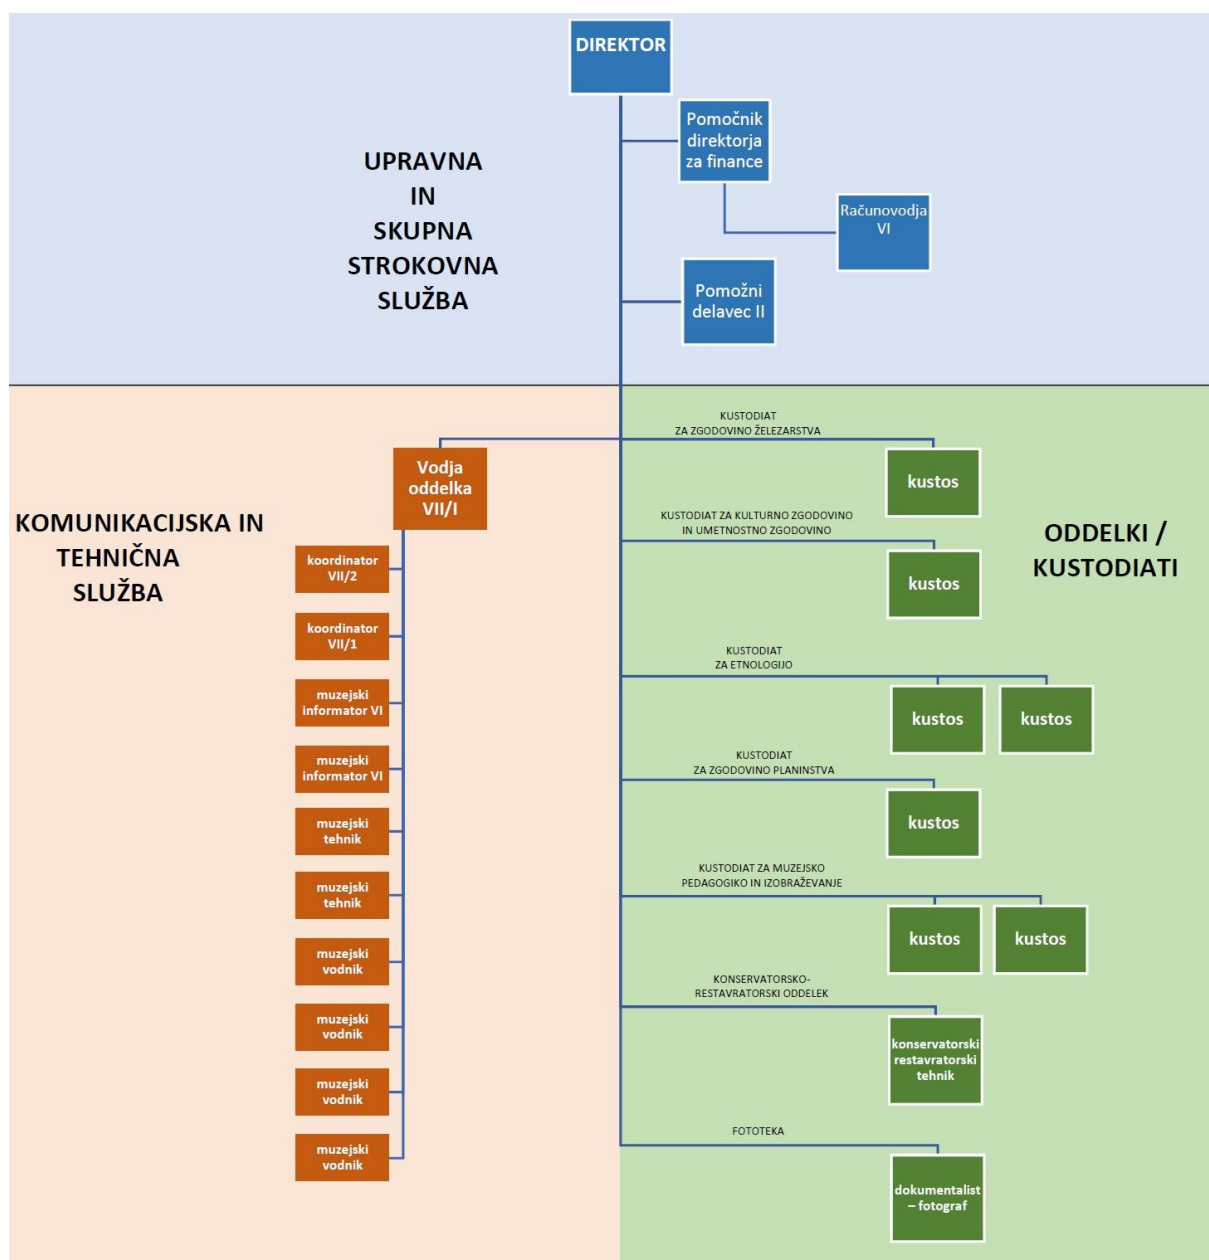 DIREKTOR
Pomočnik
direktorja
za finance
UPRAVNA
IN
SKUPNA
STROKOVNA
SLUŽBA
Računovodja
VI
Pomožni
delavec II
KOMUNIKACIJSKA IN
TEHNIČNA
SLUŽBA
Vodja
oddelka
VII/I
koordinator
VII/2
koordinator
VII/1
muzejski
informator VI
muzejski
informator VI
muzejski
tehnik
muzejski
tehnik
muzejski
vodnik
muzejski
vodnik
muzejski
vodnik
muzejski
vodnik
ODDELKI /
KUSTODIATI
KUSTODIAT
ZA ZGODOVINO ŽELEZARSTVA
kustos
KUSTODIAT ZA KULTURNO ZGODOVINO
IN UMETNOSTNO ZGODOVINO
kustos
KUSTODIAT
ZA ETNOLOGIJO
kustos
kustos
KUSTODIAT
ZA ZGODOVINO PLANINSTVA
kustos
KUSTODIAT ZA MUZEJSKO
PEDAGOGIKO IN IZOBRAŽEVANJE
kustos
kustos
KONSERVATORSKO-
RESTAVRATORSKI ODDELEK
konservatorski
restavratorski
tehnik
FOTOTEKA
dokumentalist
– fotograf